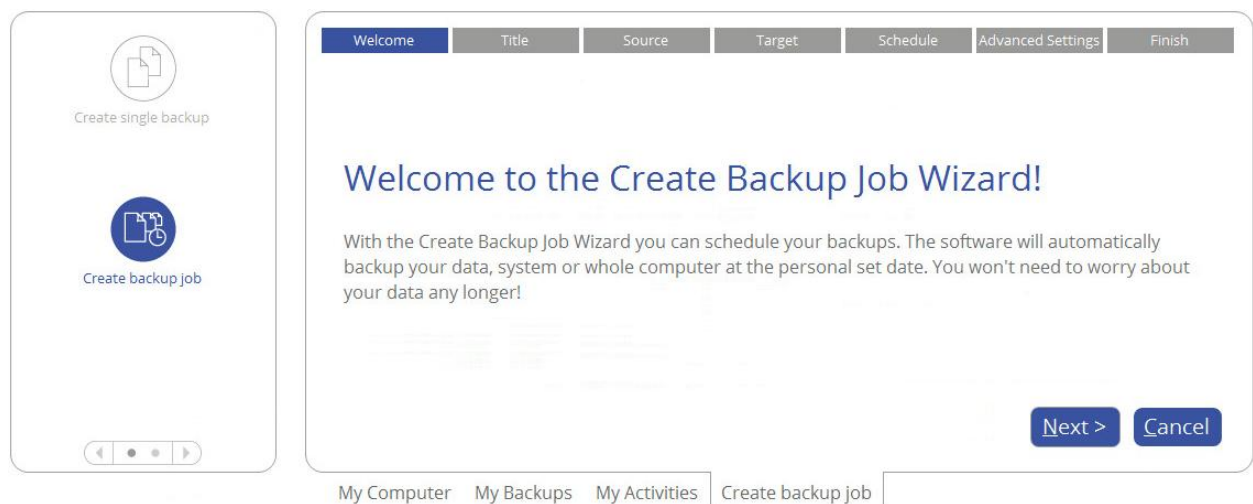 Create single backup
Create backup job
Welcome Title Source Target Schedule Advanced Settings Finish
Welcome to the Create Backup Job Wizard!
With the Create Backup Job Wizard you can schedule your backups. The software will automatically
backup your data, system or whole computer at the personal set date. You won't need to worry about
your data any longer!
Next > Cancel
My Computer My Backups My Activities Create backup job